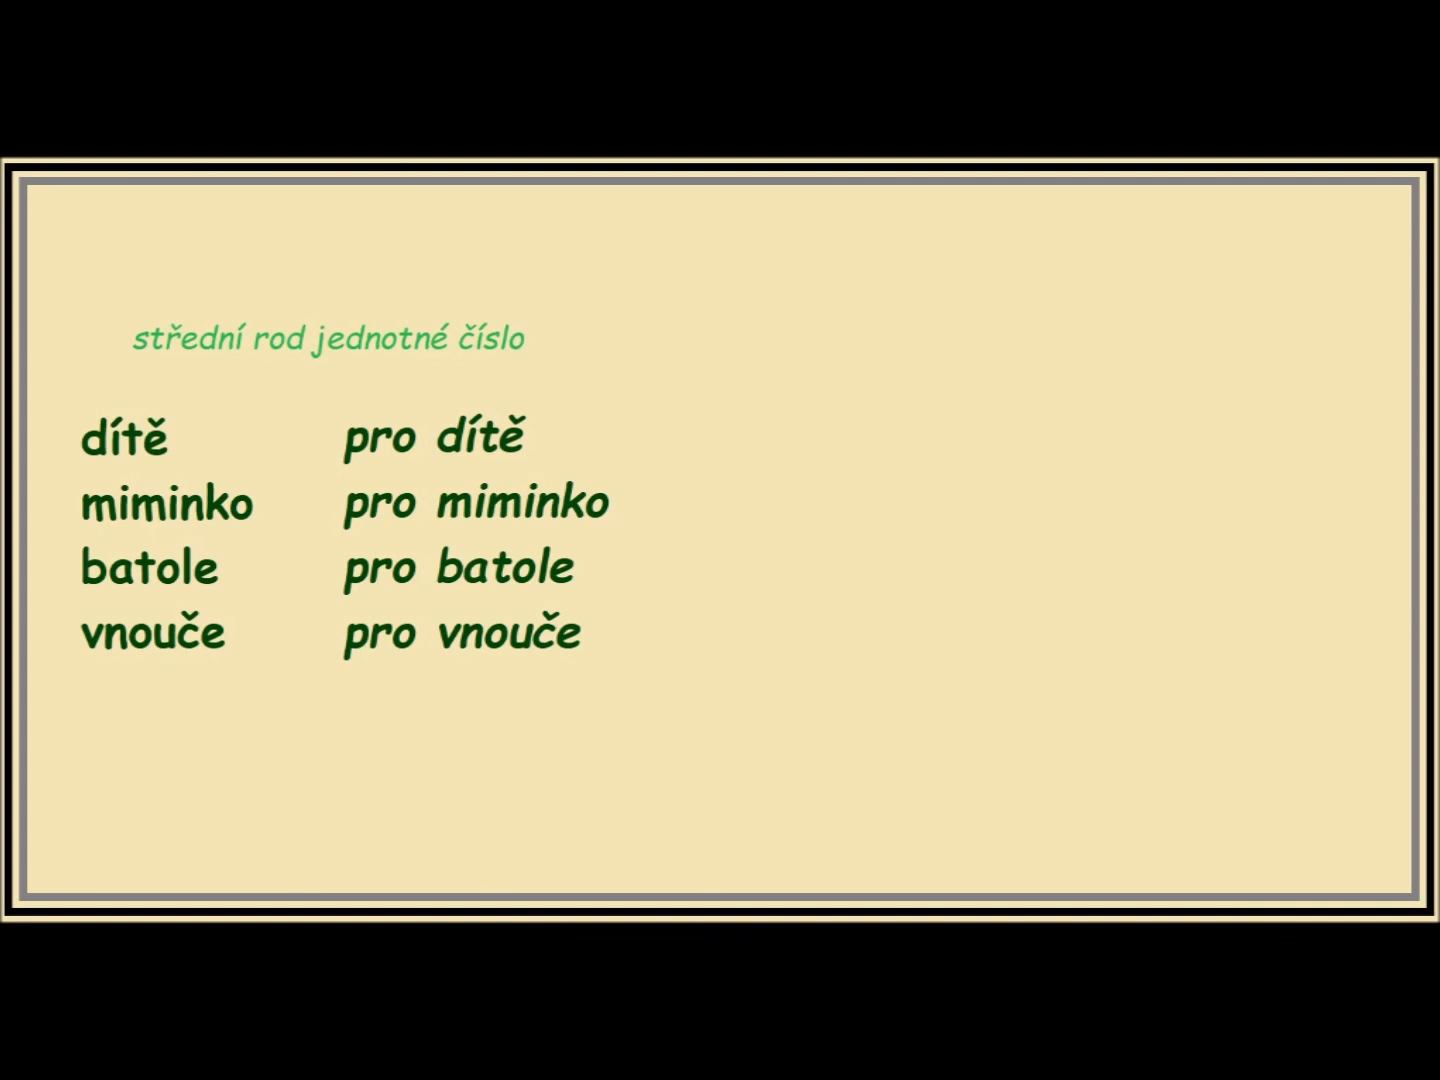 střední rod jednotné číslo
dítě pro dítě
miminko pro miminko
batole pro batole
vnouče pro vnouče